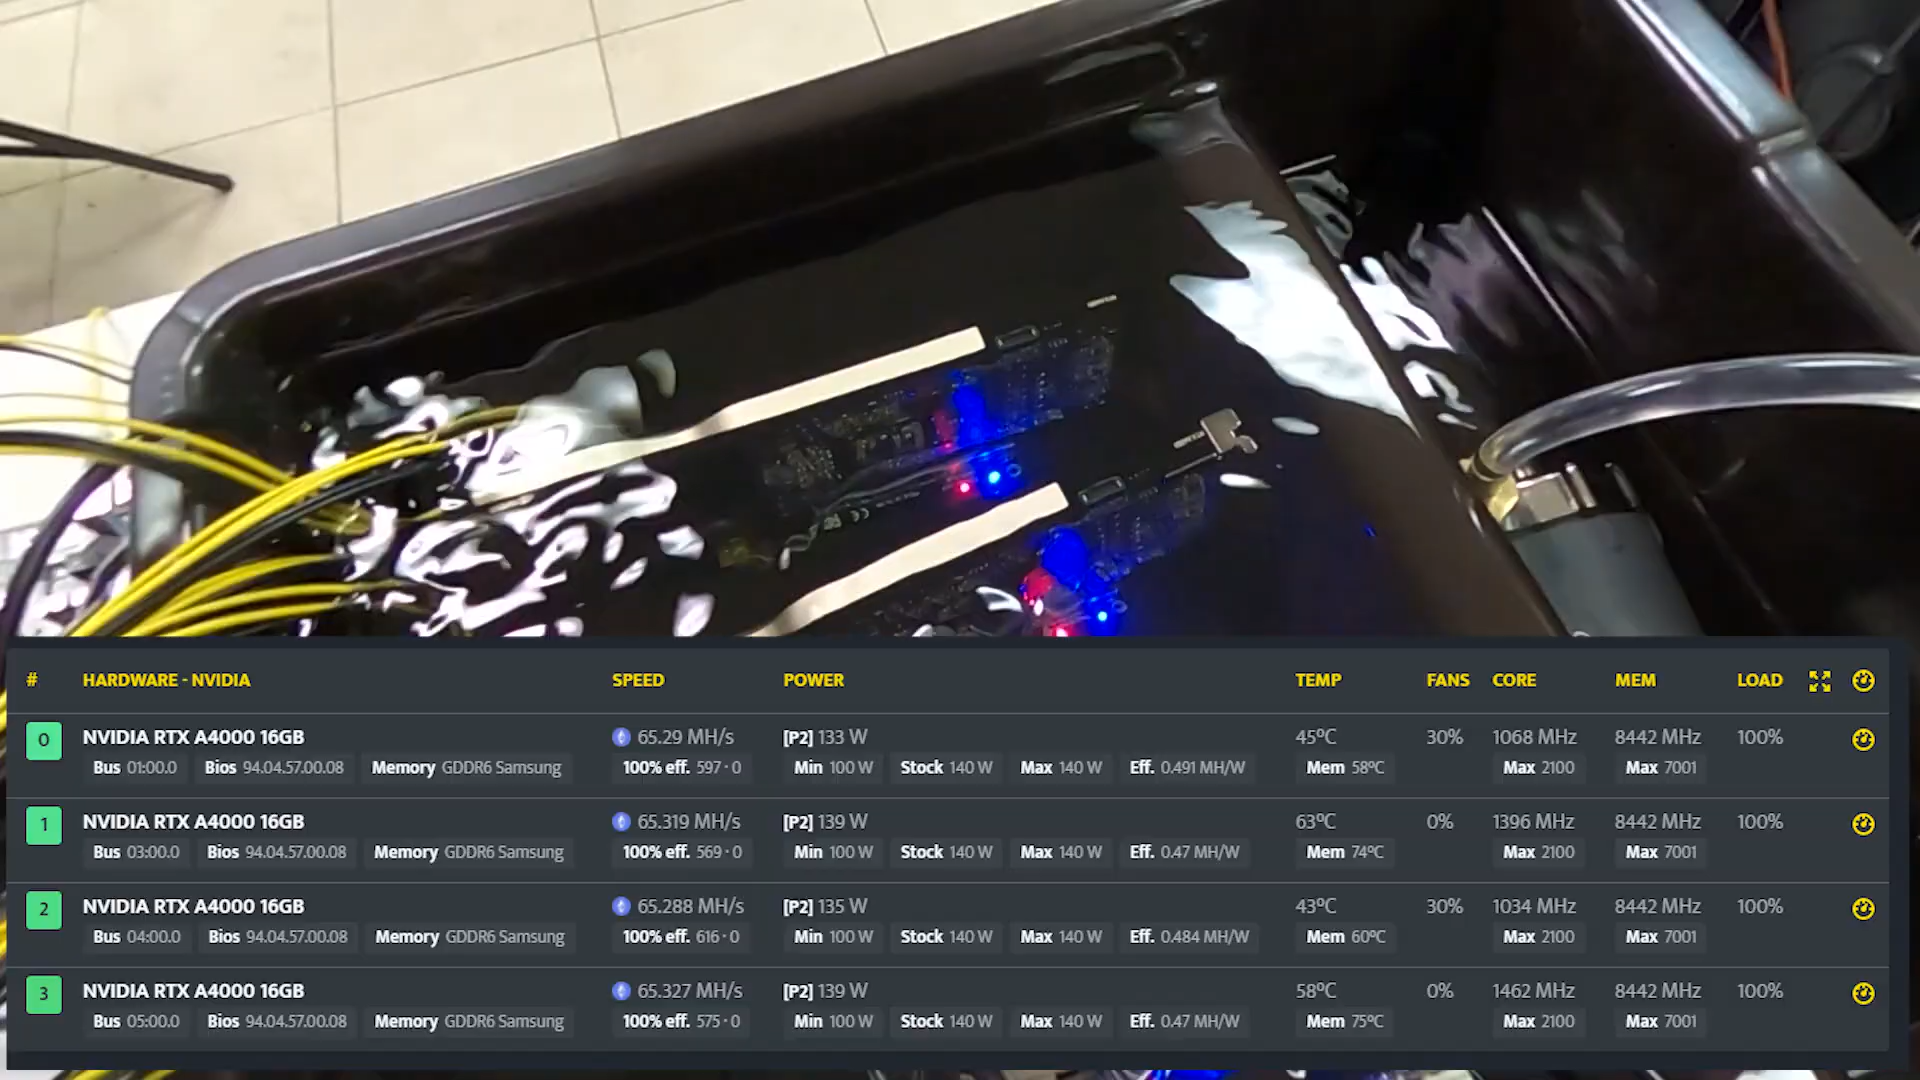 # HARDWARE - NVIDIA SPEED POWER TEMP FANS CORE MEM LOAD
0 NVIDIA RTX A4000 16GB 65.29 MH/s [P2] 133 W 45ºC 30% 1068 MHz 8442 MHz 100%
Bus 01:00.0 Bios 94.04.57.00.08 Memory GDDR6 Samsung 100% eff. 597 · 0 Min 100 W Stock 140 W Max 140 W Eff. 0.491 MH/W Mem 58ºC Max 2100 Max 7001
1 NVIDIA RTX A4000 16GB 65.319 MH/s [P2] 139 W 63ºC 0% 1396 MHz 8442 MHz 100%
Bus 03:00.0 Bios 94.04.57.00.08 Memory GDDR6 Samsung 100% eff. 569 · 0 Min 100 W Stock 140 W Max 140 W Eff. 0.47 MH/W Mem 74ºC Max 2100 Max 7001
2 NVIDIA RTX A4000 16GB 65.288 MH/s [P2] 135 W 43ºC 30% 1034 MHz 8442 MHz 100%
Bus 04:00.0 Bios 94.04.57.00.08 Memory GDDR6 Samsung 100% eff. 616 · 0 Min 100 W Stock 140 W Max 140 W Eff. 0.484 MH/W Mem 60ºC Max 2100 Max 7001
3 NVIDIA RTX A4000 16GB 65.327 MH/s [P2] 139 W 58ºC 0% 1462 MHz 8442 MHz 100%
Bus 05:00.0 Bios 94.04.57.00.08 Memory GDDR6 Samsung 100% eff. 575 · 0 Min 100 W Stock 140 W Max 140 W Eff. 0.47 MH/W Mem 75ºC Max 2100 Max 7001